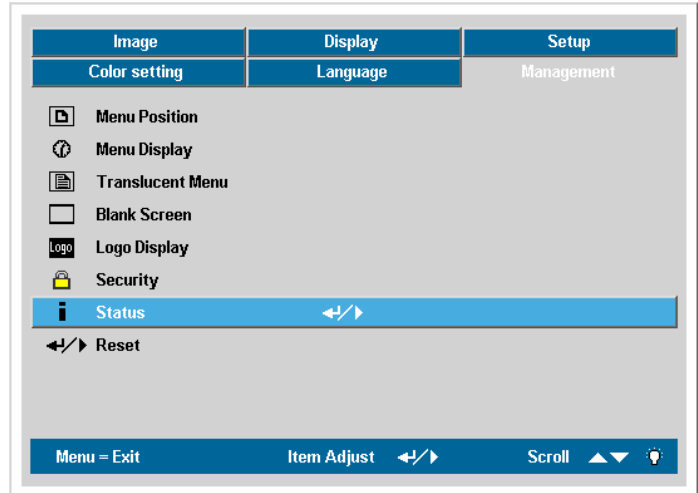 Image Display Setup
Color setting Language Management
Menu Position
Menu Display
Translucent Menu
Blank Screen
Logo Logo Display
Security
i Status
Reset
Menu = Exit Item Adjust Scroll